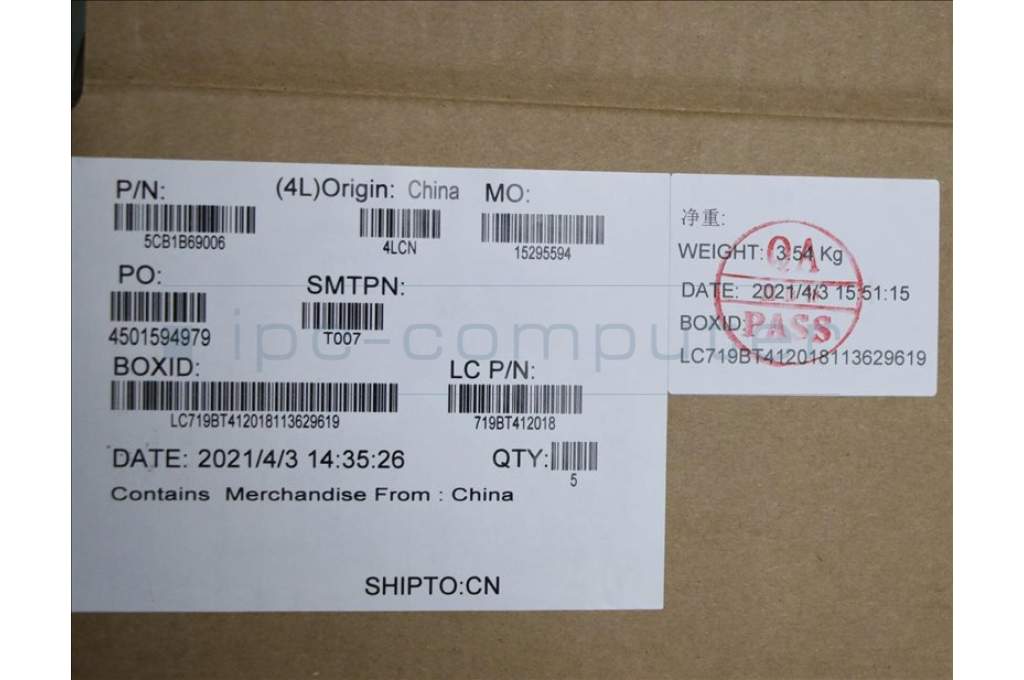 P/N: (4L)Origin: China MO:
5CB1B69006 4LCN 15295594
PO: SMTPN:
4501594979 T007
BOXID: LC P/N:
LC719BT412018113629619 719BT412018
DATE: 2021/4/3 14:35:26 QTY: 5
Contains Merchandise From : China
SHIPTO:CN
净重:
WEIGHT: 3.54 Kg
DATE: 2021/4/3 15:51:15
BOXID:
LC719BT412018113629619
QA
PASS
ipc-computer